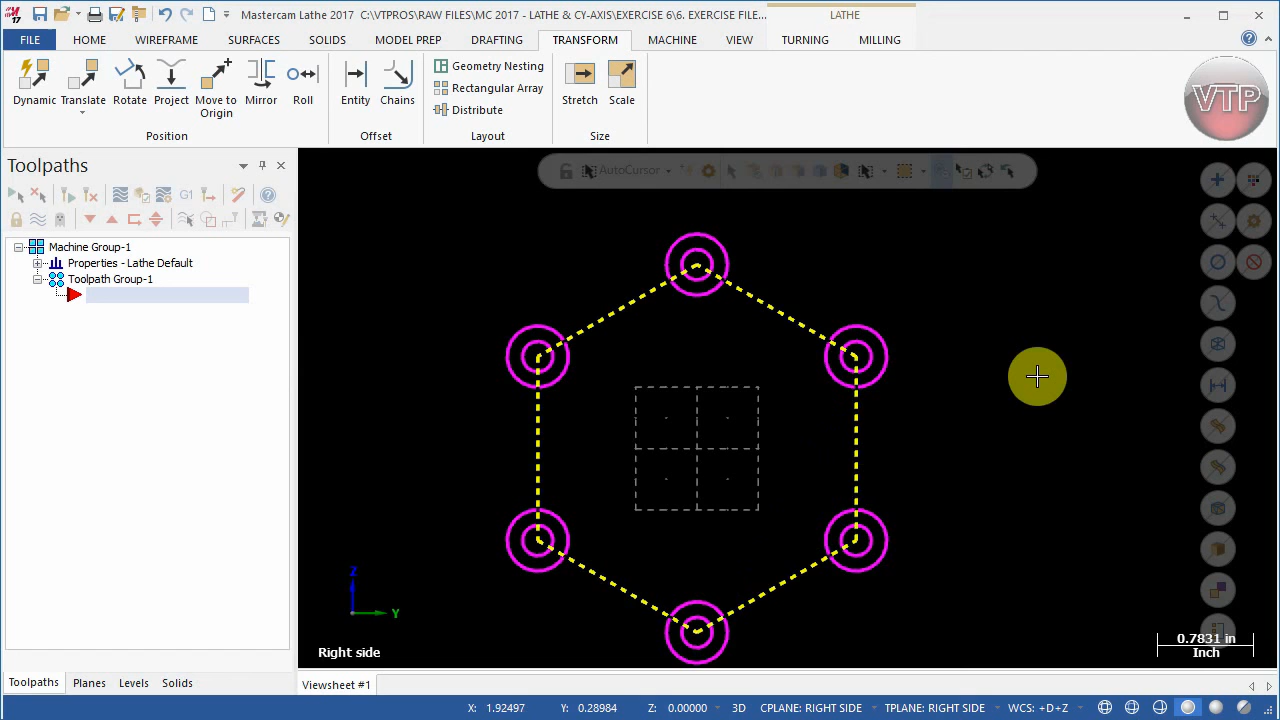 Mastercam Lathe 2017 C:\VTPROS\RAW FILES\MC 2017 - LATHE & CY-AXIS\EXERCISE 6\6. EXERCISE FILE...
LATHE
FILE HOME WIREFRAME SURFACES SOLIDS MODEL PREP DRAFTING TRANSFORM MACHINE VIEW TURNING MILLING
Dynamic Translate Rotate Project Move to Origin Mirror Roll
Position
Entity Chains
Offset
Geometry Nesting
Rectangular Array
Distribute
Layout
Stretch Scale
Size
VTP
Toolpaths
G1
AutoCursor
Machine Group-1
Properties - Lathe Default
Toolpath Group-1
Z
Y
Right side
0.7831 in
Inch
Toolpaths Planes Levels Solids
Viewsheet #1
X: 1.92497 Y: 0.28984 Z: 0.00000 3D CPLANE: RIGHT SIDE TPLANE: RIGHT SIDE WCS: +D+Z